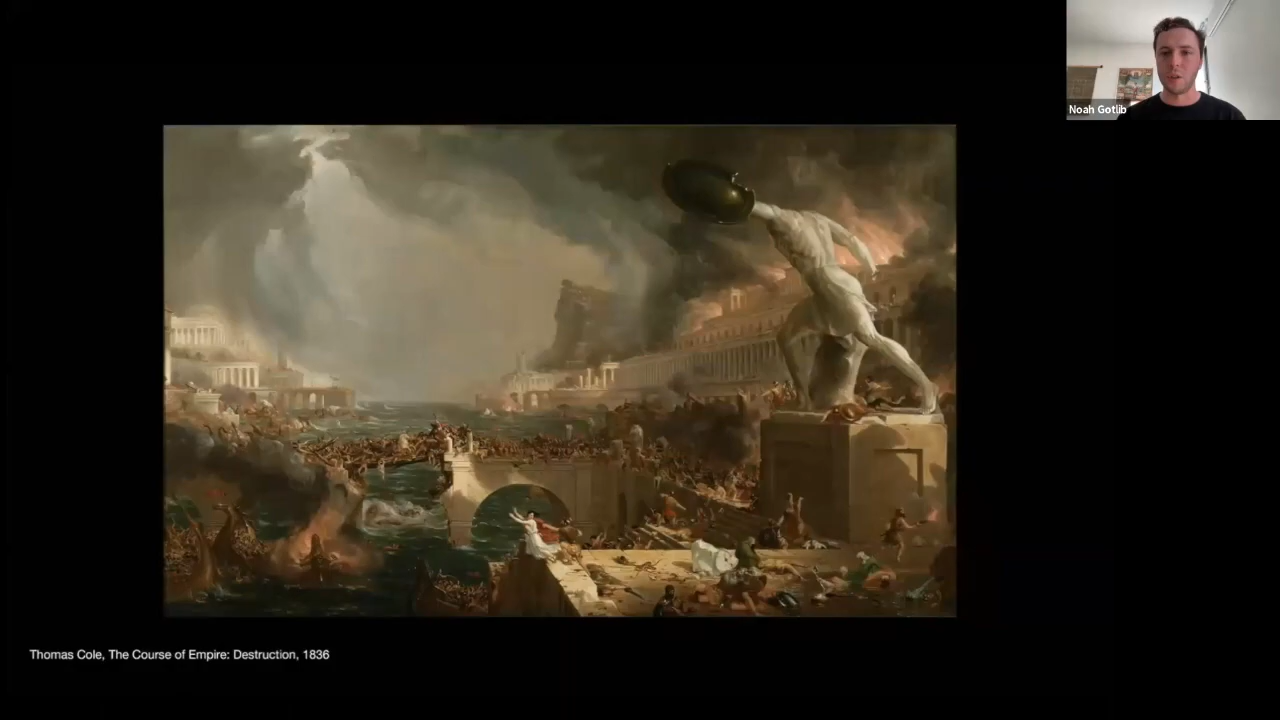 Noah Gotlib
Thomas Cole, The Course of Empire: Destruction, 1836